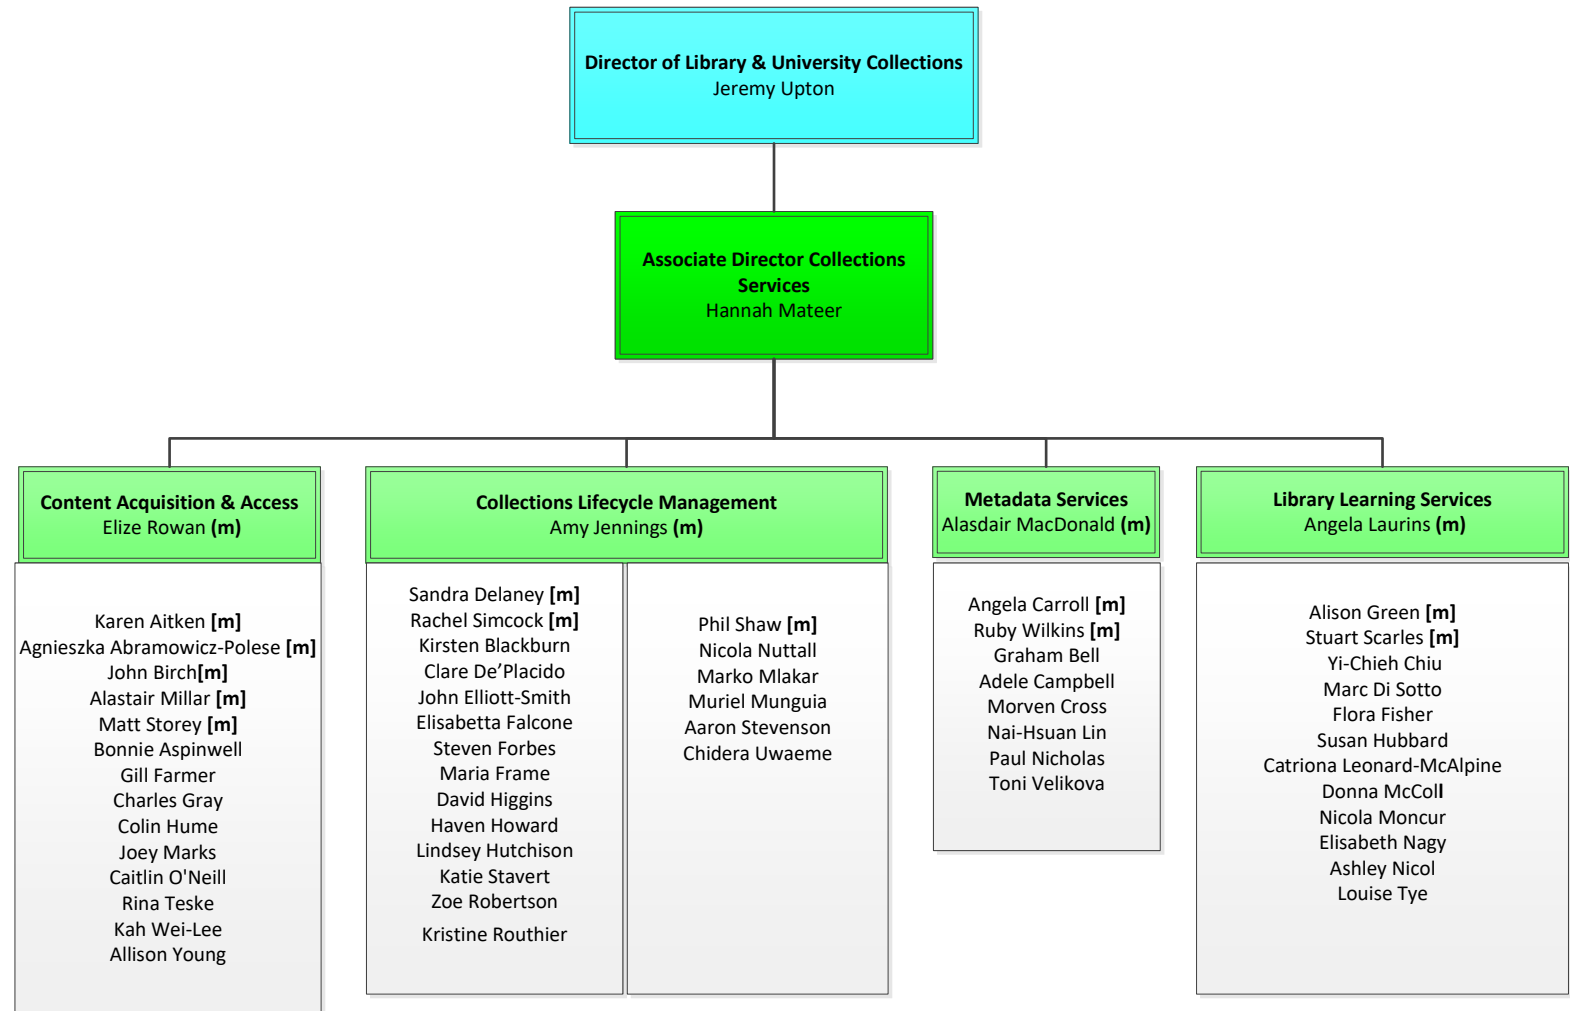 Director of Library & University Collections
Jeremy Upton
Associate Director Collections
Services
Hannah Mateer
Content Acquisition & Access
Elize Rowan (m)
Karen Aitken [m]
Agnieszka Abramowicz-Polese [m]
John Birch[m]
Alastair Millar [m]
Matt Storey [m]
Bonnie Aspinwell
Gill Farmer
Charles Gray
Colin Hume
Joey Marks
Caitlin O'Neill
Rina Teske
Kah Wei-Lee
Allison Young
Collections Lifecycle Management
Amy Jennings (m)
Sandra Delaney [m]
Rachel Simcock [m]
Kirsten Blackburn
Clare De’Placido
John Elliott-Smith
Elisabetta Falcone
Steven Forbes
Maria Frame
David Higgins
Haven Howard
Lindsey Hutchison
Katie Stavert
Zoe Robertson
Kristine Routhier
Phil Shaw [m]
Nicola Nuttall
Marko Mlakar
Muriel Munguia
Aaron Stevenson
Chidera Uwaeme
Metadata Services
Alasdair MacDonald (m)
Angela Carroll [m]
Ruby Wilkins [m]
Graham Bell
Adele Campbell
Morven Cross
Nai-Hsuan Lin
Paul Nicholas
Toni Velikova
Library Learning Services
Angela Laurins (m)
Alison Green [m]
Stuart Scarles [m]
Yi-Chieh Chiu
Marc Di Sotto
Flora Fisher
Susan Hubbard
Catriona Leonard-McAlpine
Donna McColl
Nicola Moncur
Elisabeth Nagy
Ashley Nicol
Louise Tye